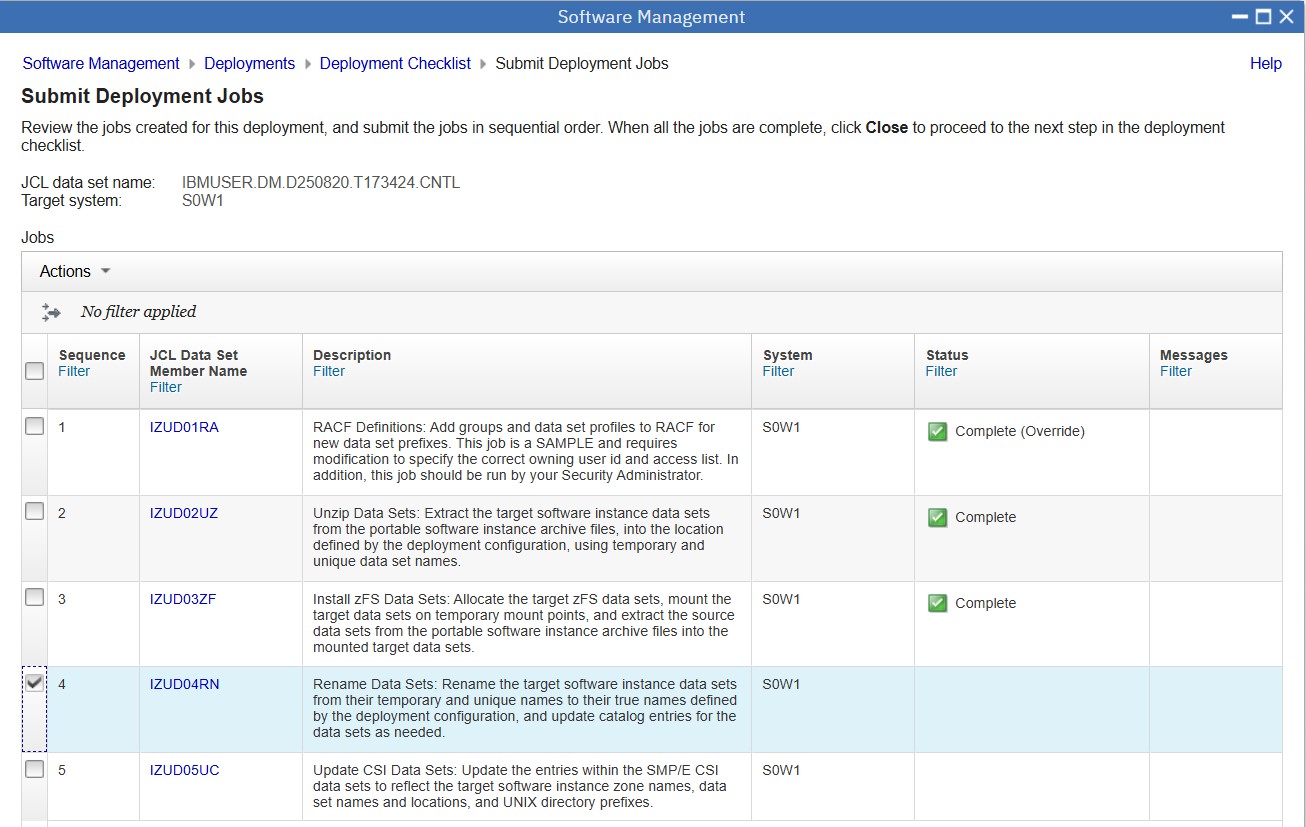 Software Management
Software Management Deployments Deployment Checklist Submit Deployment Jobs Help
Submit Deployment Jobs
Review the jobs created for this deployment, and submit the jobs in sequential order. When all the jobs are complete, click Close to proceed to the next step in the deployment
checklist.
JCL data set name: IBMUSER.DM.D250820.T173424.CNTL
Target system: S0W1
Jobs
Actions
No filter applied
Sequence
Filter
JCL Data Set
Member Name
Filter
Description
Filter
System
Filter
Status
Filter
Messages
Filter
1
IZUD01RA
RACF Definitions: Add groups and data set profiles to RACF for
new data set prefixes. This job is a SAMPLE and requires
modification to specify the correct owning user id and access list. In
addition, this job should be run by your Security Administrator.
S0W1
Complete (Override)
2
IZUD02UZ
Unzip Data Sets: Extract the target software instance data sets
from the portable software instance archive files, into the location
defined by the deployment configuration, using temporary and
unique data set names.
S0W1
Complete
3
IZUD03ZF
Install zFS Data Sets: Allocate the target zFS data sets, mount the
target data sets on temporary mount points, and extract the source
data sets from the portable software instance archive files into the
mounted target data sets.
S0W1
Complete
4
IZUD04RN
Rename Data Sets: Rename the target software instance data sets
from their temporary and unique names to their true names defined
by the deployment configuration, and update catalog entries for the
data sets as needed.
S0W1
5
IZUD05UC
Update CSI Data Sets: Update the entries within the SMP/E CSI
data sets to reflect the target software instance zone names, data
set names and locations, and UNIX directory prefixes.
S0W1